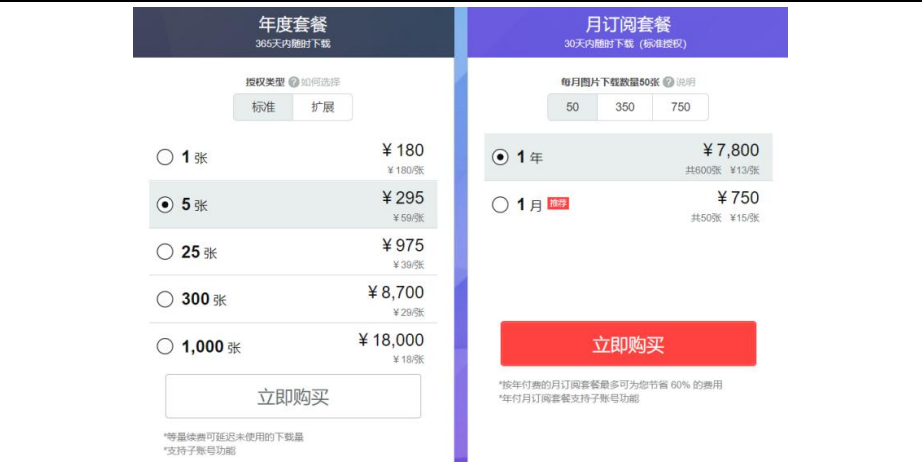 年度套餐
365天内随时下载
授权类型 ? 如何选择
标准 扩展
1 张 ¥ 180
¥ 180/张
5 张 ¥ 295
¥ 59/张
25 张 ¥ 975
¥ 39/张
300 张 ¥ 8,700
¥ 29/张
1,000 张 ¥ 18,000
¥ 18/张
立即购买
*等量续费可延迟未使用的下载量
*支持子账号功能
月订阅套餐
30天内随时下载 (标准授权)
每月图片下载数量50张 ? 说明
50 350 750
1 年 ¥ 7,800
共600张 ¥13/张
1 月 推荐 ¥ 750
共50张 ¥15/张
立即购买
*按年付费的月订阅套餐最多可为您节省 60% 的费用
*年付月订阅套餐支持子账号功能